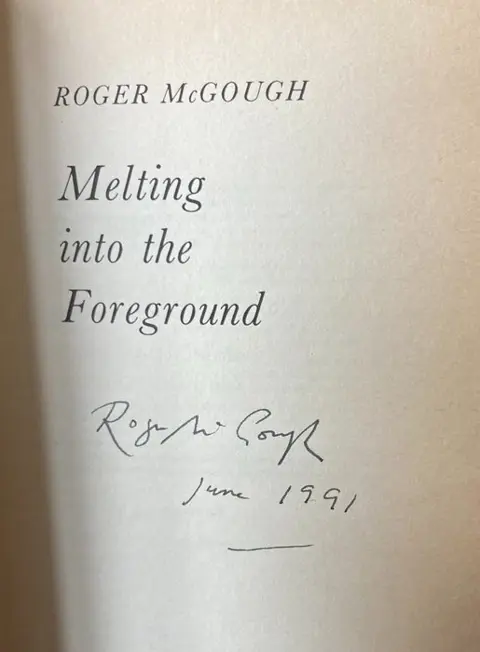 ROGER McGOUGH
Melting
into the
Foreground
Roger McGough
June 1991